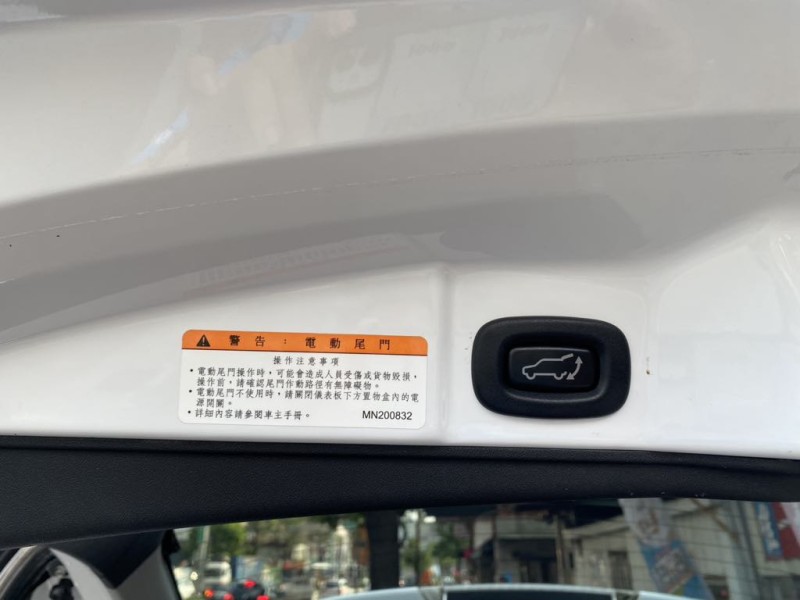 警告:電動尾門
操作注意事項
•電動尾門操作時,可能會造成人員受傷或貨物毀損,
操作前,請確認尾門作動路徑有無障礙物。
•電動尾門不使用時,請關閉儀表板下方置物盒內的電
源開關。
•詳細內容請參閱車主手冊。 MN200832